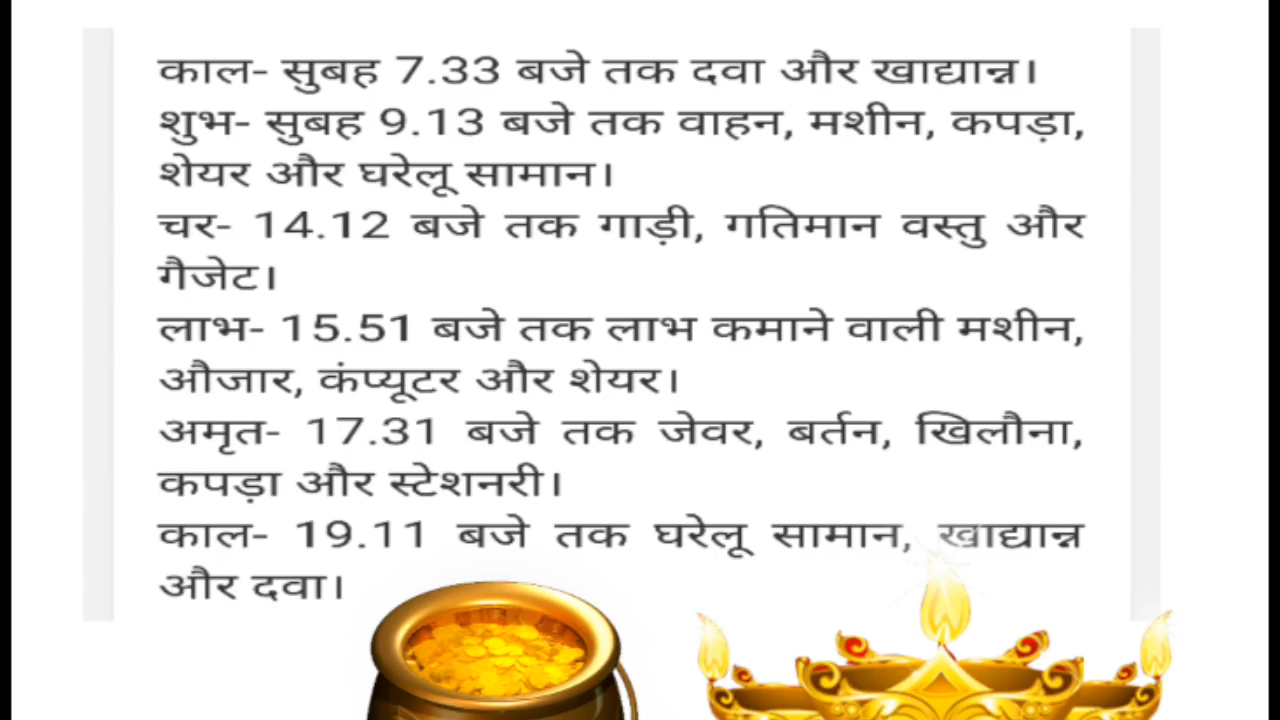 काल- सुबह 7.33 बजे तक दवा और खाद्यान्न।
शुभ- सुबह 9.13 बजे तक वाहन, मशीन, कपड़ा,
शेयर और घरेलू सामान।
चर- 14.12 बजे तक गाड़ी, गतिमान वस्तु और
गैजेट।
लाभ- 15.51 बजे तक लाभ कमाने वाली मशीन,
औजार, कंप्यूटर और शेयर।
अमृत- 17.31 बजे तक जेवर, बर्तन, खिलौना,
कपड़ा और स्टेशनरी।
काल- 19.11 बजे तक घरेलू सामान, खाद्यान्न
और दवा।